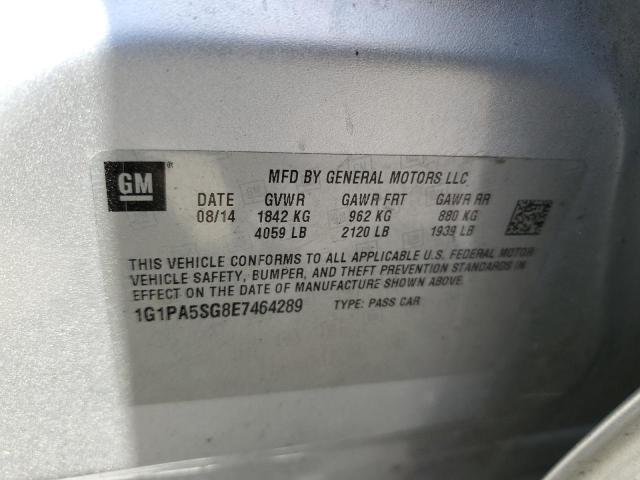 GM ®
MFD BY GENERAL MOTORS LLC
DATE GVWR GAWR FRT GAWR RR
08/14 1842 KG 962 KG 880 KG
4059 LB 2120 LB 1939 LB
THIS VEHICLE CONFORMS TO ALL APPLICABLE U.S. FEDERAL MOTOR
VEHICLE SAFETY, BUMPER, AND THEFT PREVENTION STANDARDS IN
EFFECT ON THE DATE OF MANUFACTURE SHOWN ABOVE.
1G1PA5SG8E7464289 TYPE: PASS CAR